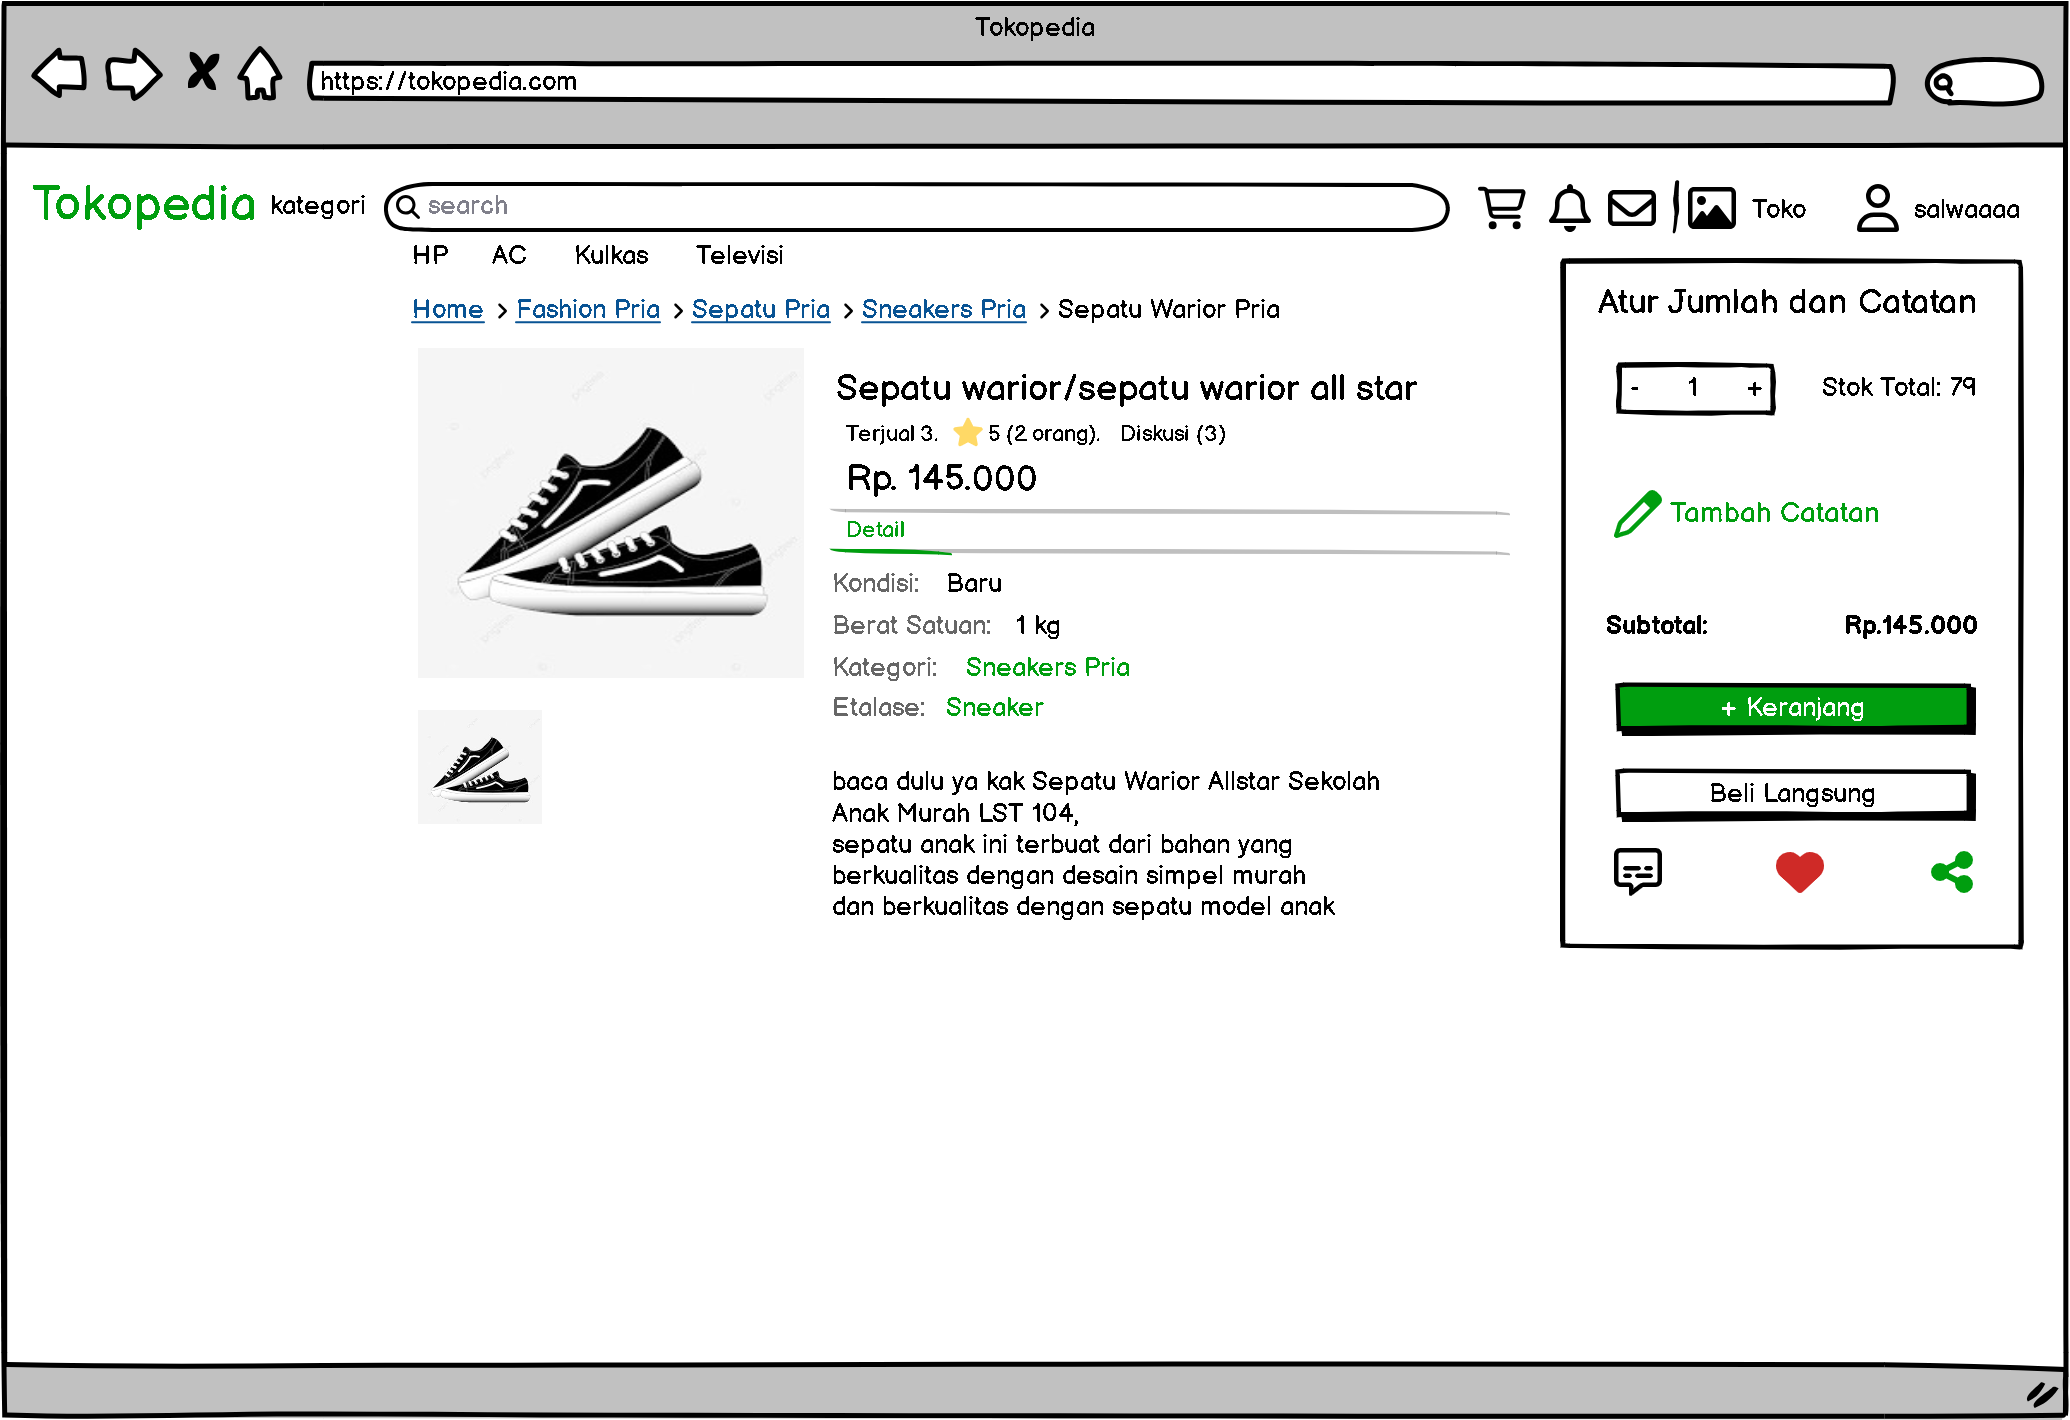 Tokopedia
https://tokopedia.com
Tokopedia kategori search Toko salwaaaa
HP AC Kulkas Televisi
Home > Fashion Pria > Sepatu Pria > Sneakers Pria > Sepatu Warior Pria
Sepatu warior/sepatu warior all star
Terjual 3. 5 (2 orang). Diskusi (3)
Rp. 145.000
Detail
Kondisi: Baru
Berat Satuan: 1 kg
Kategori: Sneakers Pria
Etalase: Sneaker
baca dulu ya kak Sepatu Warior Allstar Sekolah
Anak Murah LST 104,
sepatu anak ini terbuat dari bahan yang
berkualitas dengan desain simpel murah
dan berkualitas dengan sepatu model anak
Atur Jumlah dan Catatan
- 1 + Stok Total: 79
Tambah Catatan
Subtotal: Rp.145.000
+ Keranjang
Beli Langsung